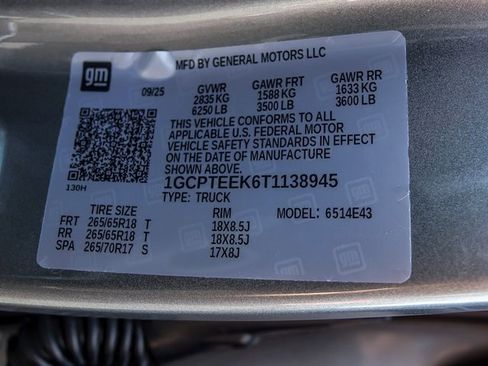 MFD BY GENERAL MOTORS LLC
gm
09/25 GVWR GAWR FRT GAWR RR
2835 KG 1588 KG 1633 KG
6250 LB 3500 LB 3600 LB
THIS VEHICLE CONFORMS TO ALL
APPLICABLE U.S. FEDERAL MOTOR
VEHICLE SAFETY STANDARDS IN EFFECT
ON THE DATE OF MANUFACTURE
SHOWN ABOVE.
130H 1GCPTEEK6T1138945
TYPE: TRUCK
TIRE SIZE RIM MODEL: 6514E43
FRT 265/65R18 T 18X8.5J
RR 265/65R18 T 18X8.5J
SPA 265/70R17 S 17X8J
gm